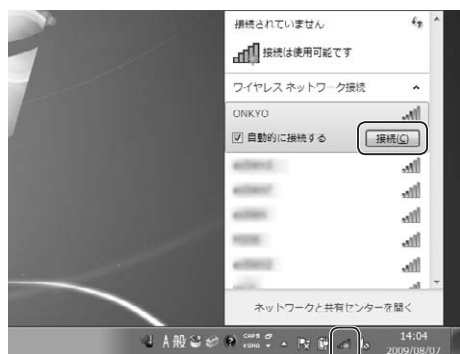 接続されていません
接続は使用可能です
ワイヤレス ネットワーク接続
ONKYO
自動的に接続する
接続(C)
ネットワークと共有センターを開く
A 般
CAPS
KANA
14:04
2009/08/07